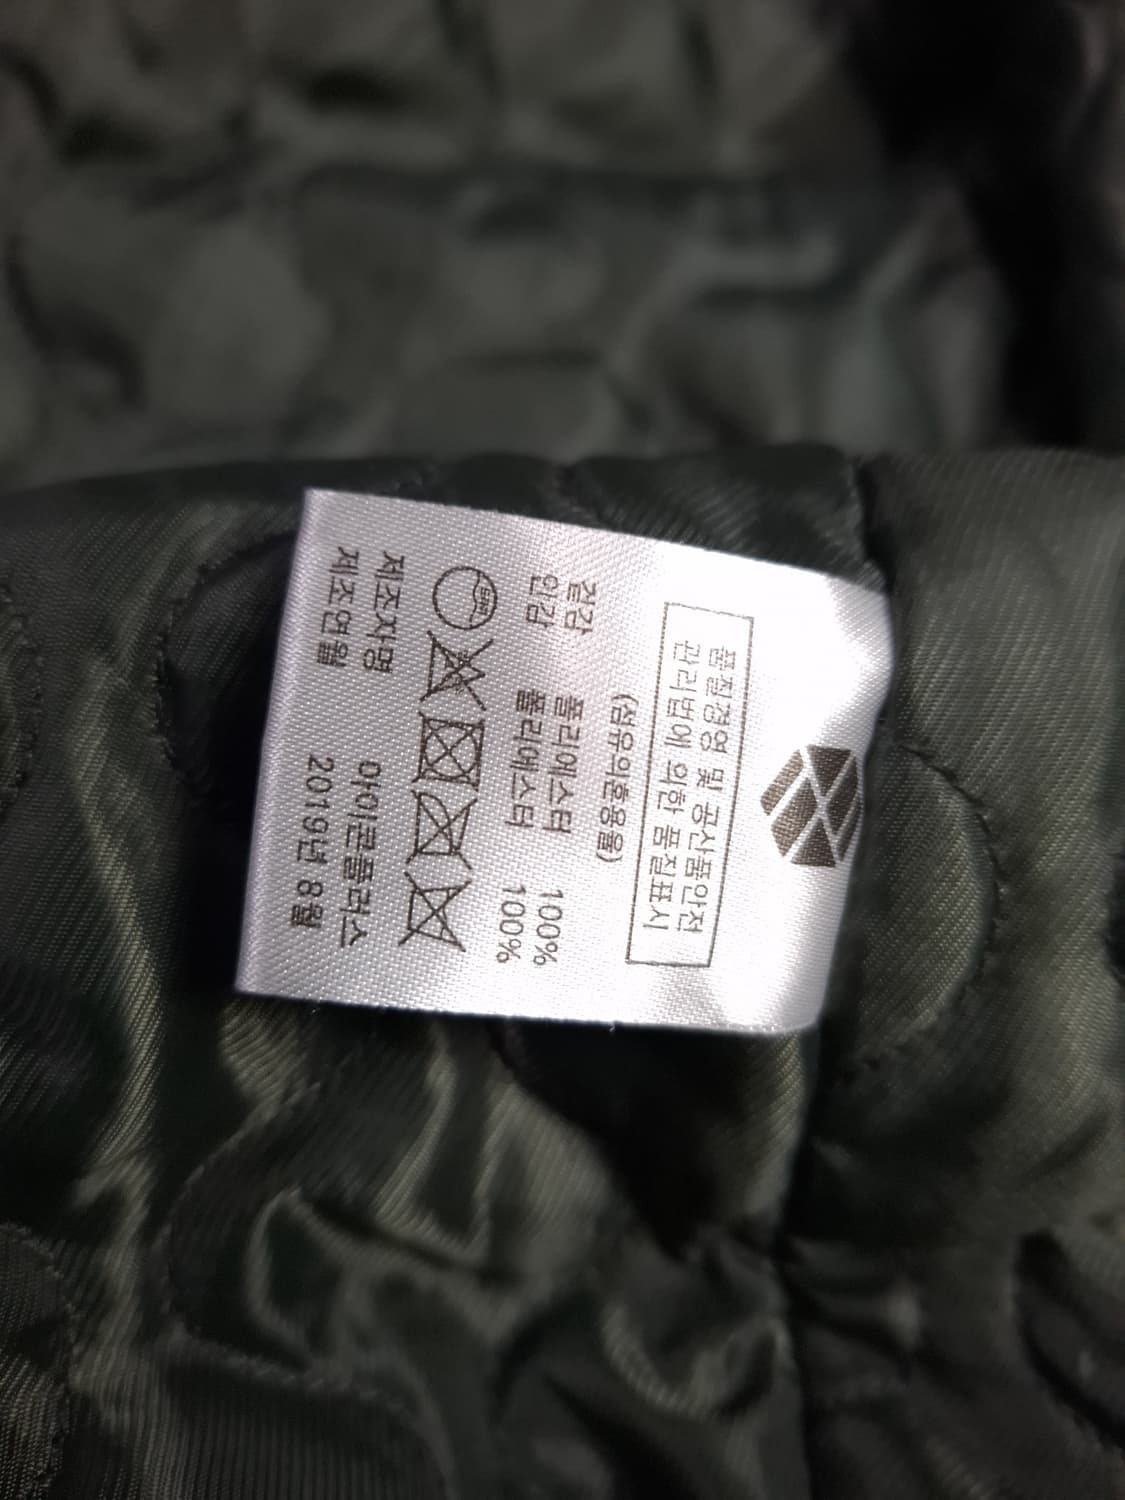 품질경영 및 공산품안전
관리법에 의한 품질표시
(섬유의혼용율)
겉감 폴리에스터 100%
안감 폴리에스터 100%
제조자명 아이콘플러스
제조연월 2019년 8월